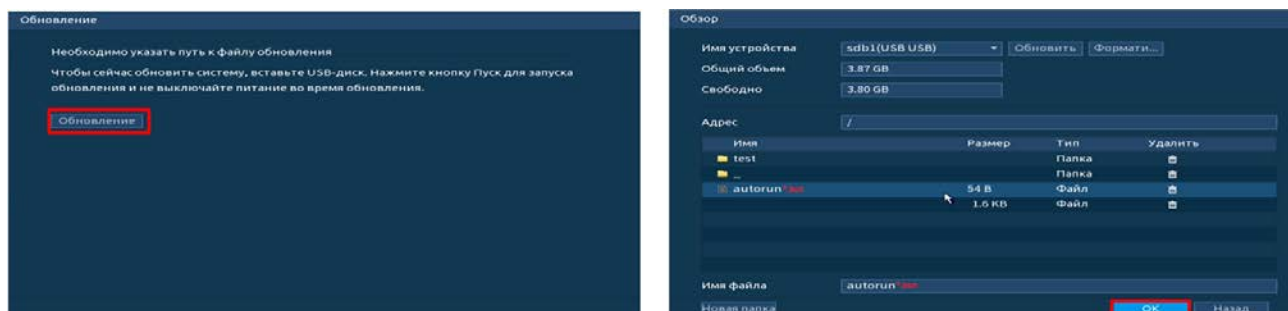 Обновление
Необходимо указать путь к файлу обновления
Чтобы сейчас обновить систему, вставьте USB-диск. Нажмите кнопку Пуск для запуска
обновления и не выключайте питание во время обновления.
Обновление
Обзор
Имя устройства sdb1(USB USB) Обновить Формати...
Общий объем 3.87 GB
Свободно 3.80 GB
Адрес /
Имя Размер Тип Удалить
test Папка
_ Папка
autorun 54 B Файл
1.6 KB Файл
Имя файла autorun
Новая папка OK Назад